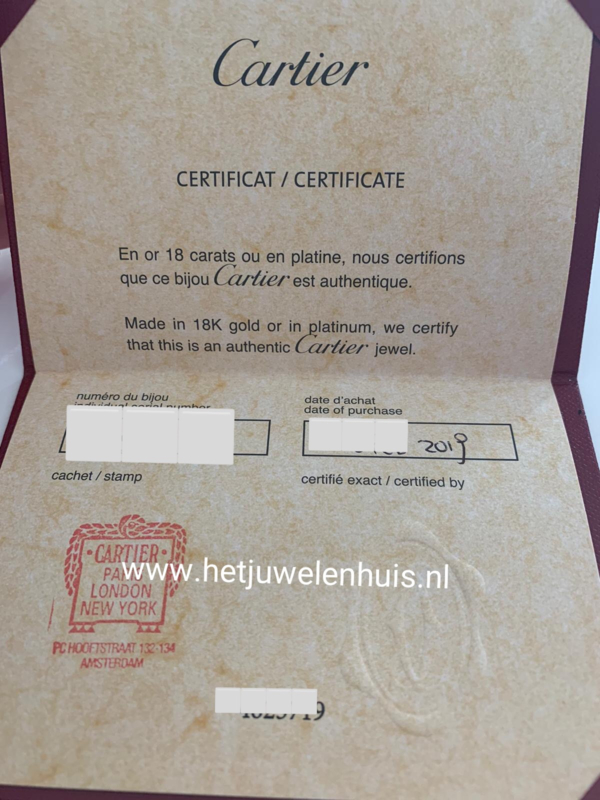 Cartier
CERTIFICAT / CERTIFICATE
En or 18 carats ou en platine, nous certifions
que ce bijou Cartier est authentique.
Made in 18K gold or in platinum, we certify
that this is an authentic Cartier jewel.
numéro du bijou
individual serial number
date d'achat
date of purchase
2019
cachet / stamp
certifié exact / certified by
CARTIER
PARIS
LONDON
NEW YORK
www.hetjuwelenhuis.nl
PC HOOFTSTRAAT 132-134
AMSTERDAM